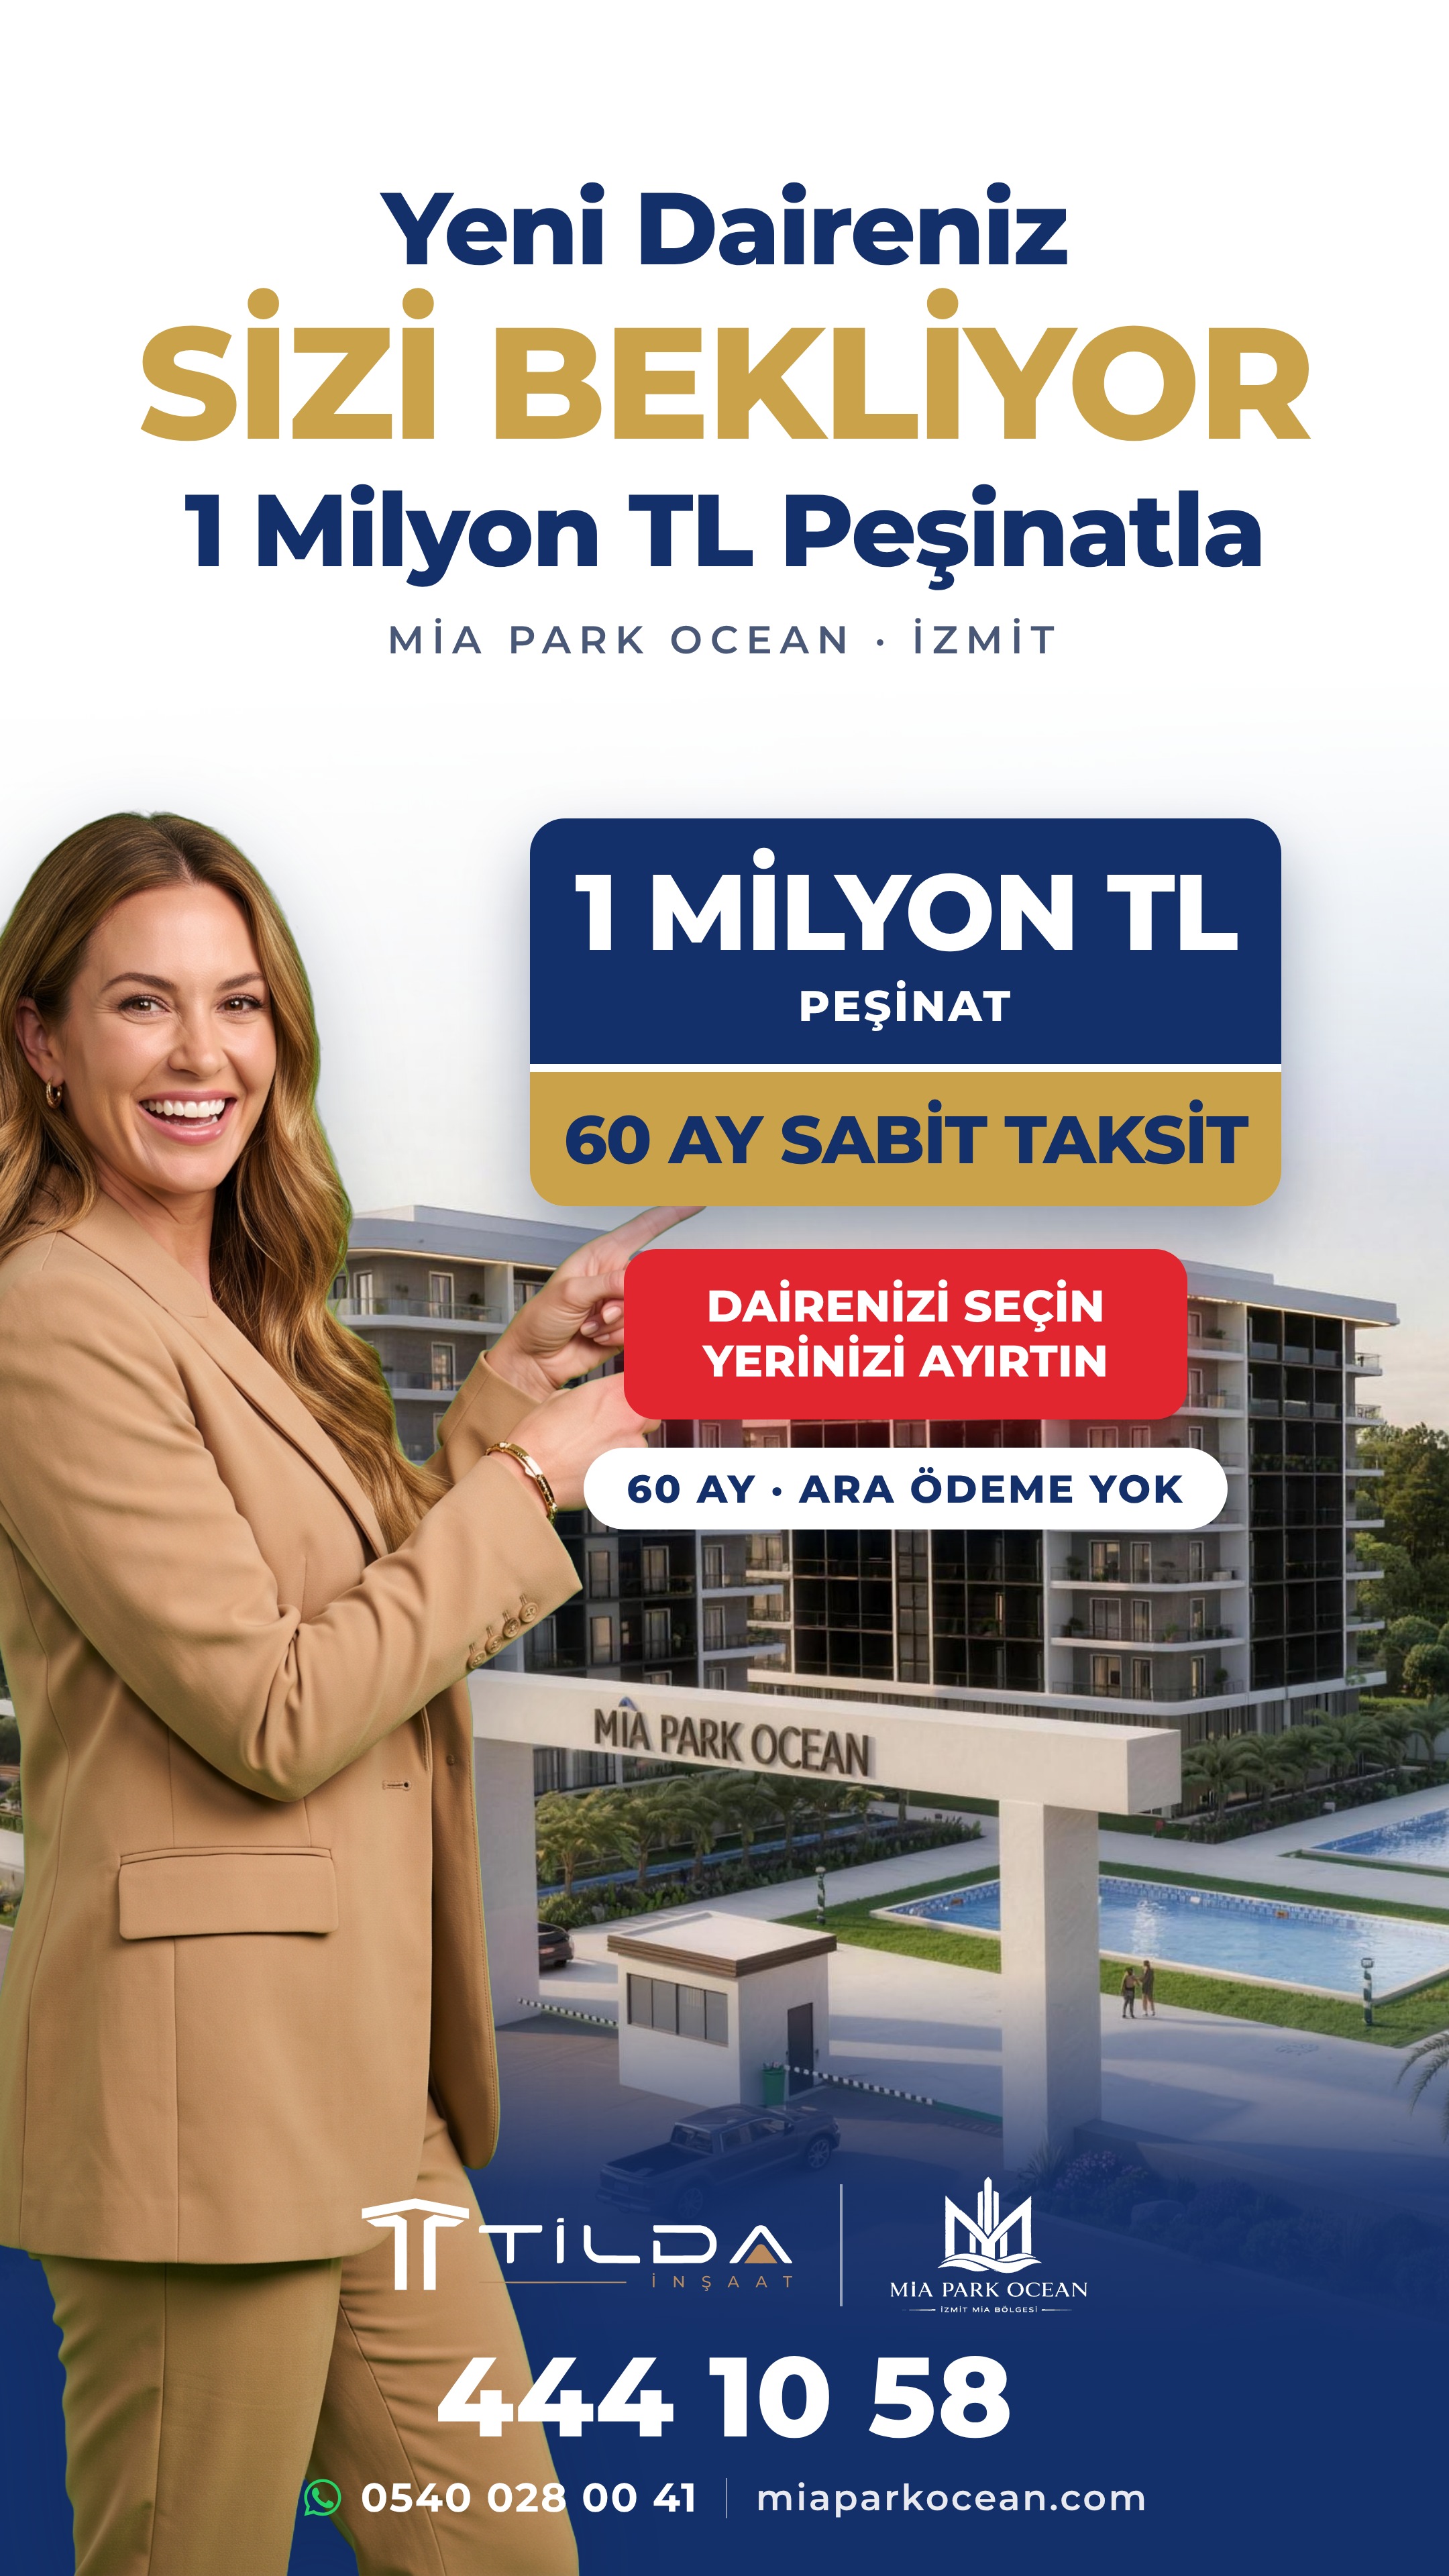 Yeni Daireniz
SİZİ BEKLİYOR
1 Milyon TL Peşinatla
MİA PARK OCEAN · İZMİT
1 MİLYON TL
PEŞİNAT
60 AY SABİT TAKSİT
DAİRENİZİ SEÇİN
YERİNİZİ AYIRTIN
60 AY · ARA ÖDEME YOK
MİA PARK OCEAN
TİLDA
İNŞAAT
MİA PARK OCEAN
İZMİT MİA BÖLGESİ
444 10 58
0540 028 00 41
miaparkocean.com